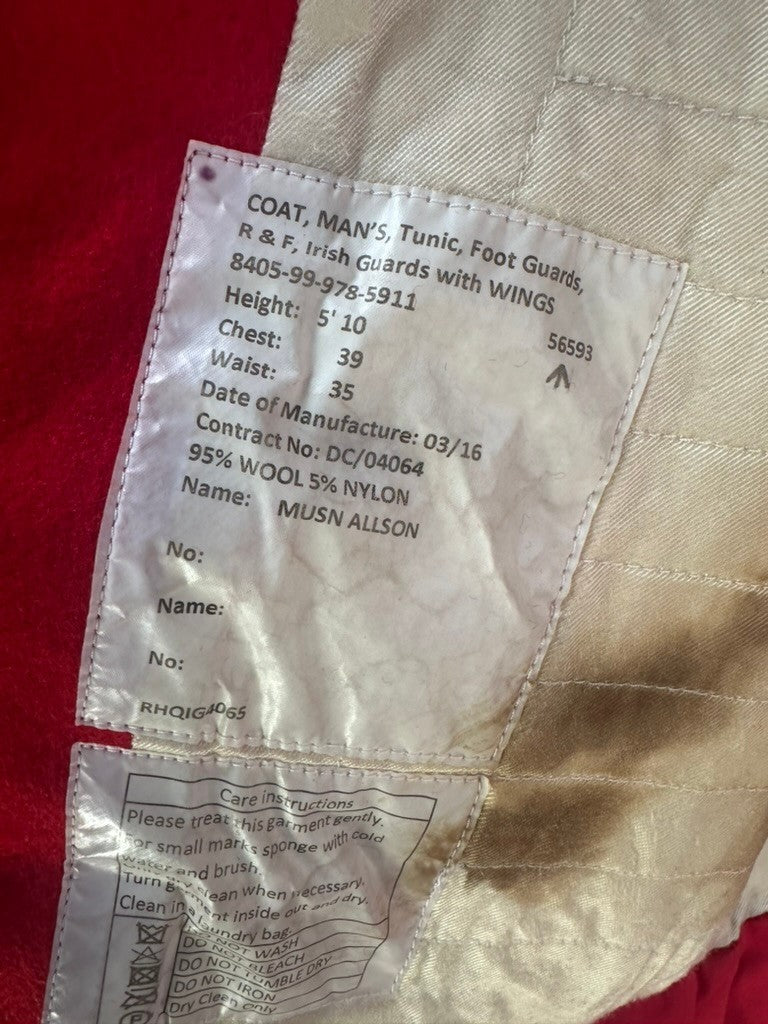 COAT, MAN'S, Tunic, Foot Guards,
R & F, Irish Guards with WINGS
8405-99-978-5911
Height: 5' 10
56593
Chest: 39
Waist: 35
Date of Manufacture: 03/16
Contract No: DC/04064
95% WOOL 5% NYLON
Name: MUSN ALLSON
No:
Name:
No:
RHQIG4065
Care instructions
Please treat this garment gently.
For small marks sponge with cold
water and brush.
clean when necessary.
Turn inside out and dry.
Clean in a laundry bag.
DO NOT WASH
DO NOT BLEACH
DO NOT TUMBLE DRY
DO NOT IRON
Dry Clean only